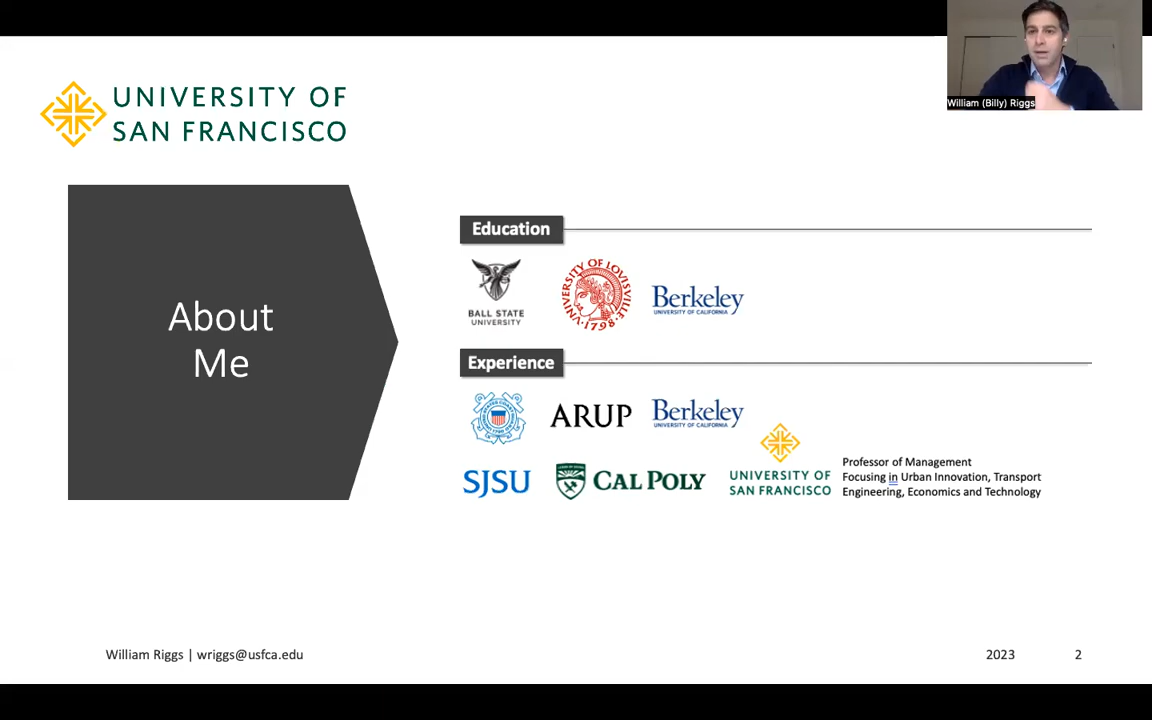 William (Billy) Riggs
UNIVERSITY OF
SAN FRANCISCO
About
Me
Education
BALL STATE
UNIVERSITY
UNIVERSITY OF LOUISVILLE
1798
Berkeley
UNIVERSITY OF CALIFORNIA
Experience
ARUP
Berkeley
UNIVERSITY OF CALIFORNIA
SJSU
CAL POLY
UNIVERSITY OF
SAN FRANCISCO
Professor of Management
Focusing in Urban Innovation, Transport
Engineering, Economics and Technology
William Riggs | wriggs@usfca.edu
2023
2